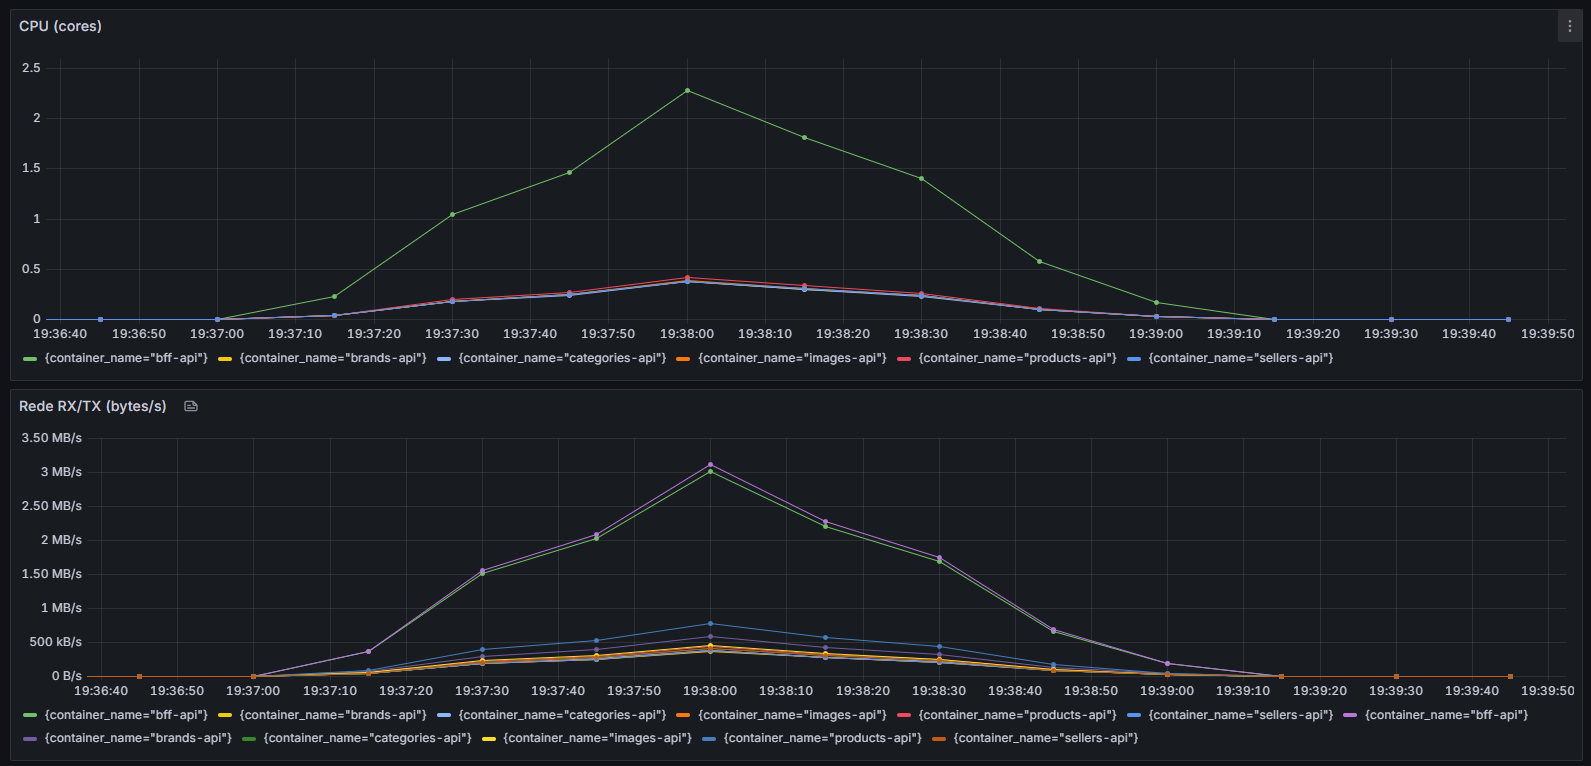 CPU (cores)
2.5
2
1.5
1
0.5
0
19:36:40 19:36:50 19:37:00 19:37:10 19:37:20 19:37:30 19:37:40 19:37:50 19:38:00 19:38:10 19:38:20 19:38:30 19:38:40 19:38:50 19:39:00 19:39:10 19:39:20 19:39:30 19:39:40 19:39:50
{container_name="bff-api"} {container_name="brands-api"} {container_name="categories-api"} {container_name="images-api"} {container_name="products-api"} {container_name="sellers-api"}
Rede RX/TX (bytes/s)
3.50 MB/s
3 MB/s
2.50 MB/s
2 MB/s
1.50 MB/s
1 MB/s
500 kB/s
0 B/s
19:36:40 19:36:50 19:37:00 19:37:10 19:37:20 19:37:30 19:37:40 19:37:50 19:38:00 19:38:10 19:38:20 19:38:30 19:38:40 19:38:50 19:39:00 19:39:10 19:39:20 19:39:30 19:39:40 19:39:50
{container_name="bff-api"} {container_name="brands-api"} {container_name="categories-api"} {container_name="images-api"} {container_name="products-api"} {container_name="sellers-api"} {container_name="bff-api"}
{container_name="brands-api"} {container_name="categories-api"} {container_name="images-api"} {container_name="products-api"} {container_name="sellers-api"}